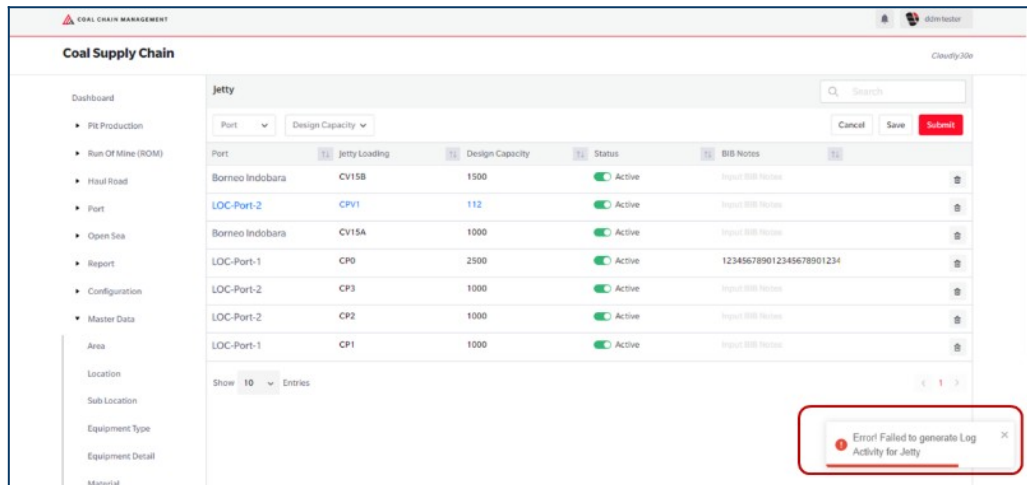 COAL CHAIN MANAGEMENT
ddmtester
Coal Supply Chain
Cloudly30e
Jetty
Search
Dashboard
Pit Production
Run Of Mine (ROM)
Haul Road
Port
Open Sea
Report
Configuration
Master Data
Area
Location
Sub Location
Equipment Type
Equipment Detail
Material
Port Design Capacity Cancel Save Submit
Port Jetty Loading Design Capacity Status BIB Notes
Borneo Indobara CV15B 1500 Active Input BIB Notes
LOC-Port-2 CPV1 112 Active Input BIB Notes
Borneo Indobara CV15A 1000 Active Input BIB Notes
LOC-Port-1 CP0 2500 Active 123456789012345678901234
LOC-Port-2 CP3 1000 Active Input BIB Notes
LOC-Port-2 CP2 1000 Active Input BIB Notes
LOC-Port-1 CP1 1000 Active Input BIB Notes
Show 10 Entries
1
Error! Failed to generate Log
Activity for Jetty